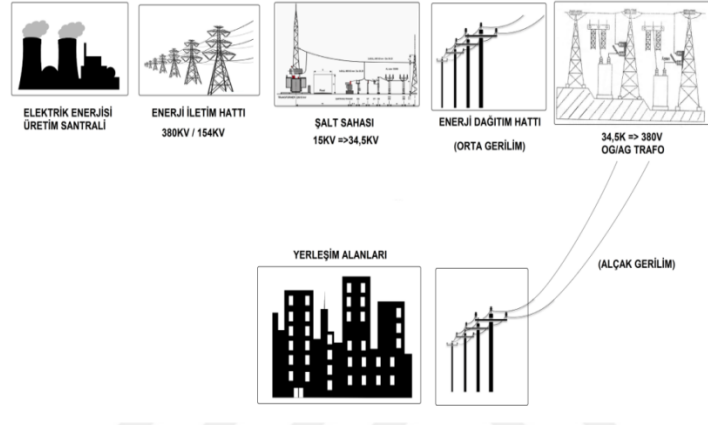 ELEKTRİK ENERJİSİ
ÜRETİM SANTRALİ
ENERJİ İLETİM HATTI
380KV / 154KV
ŞALT SAHASI
15KV =>34,5KV
ENERJİ DAĞITIM HATTI
(ORTA GERİLİM)
34,5K => 380V
OG/AG TRAFO
YERLEŞİM ALANLARI
(ALÇAK GERİLİM)